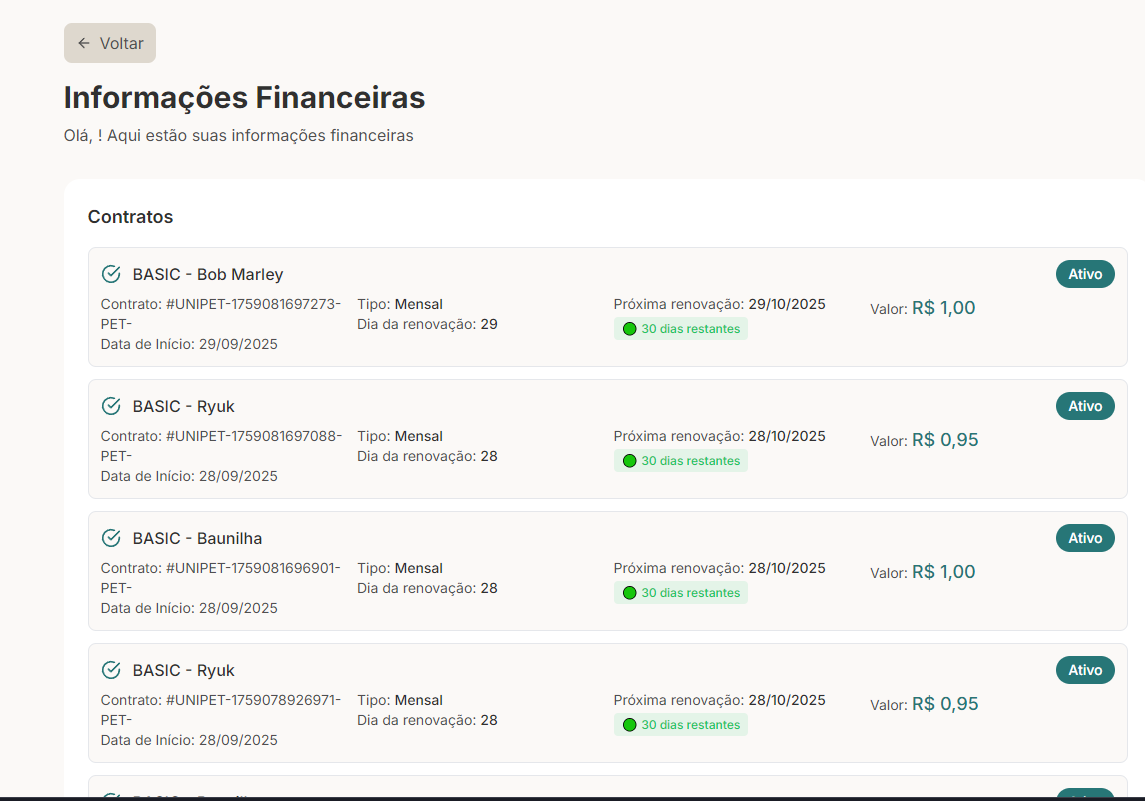 ← Voltar
Informações Financeiras
Olá, ! Aqui estão suas informações financeiras
Contratos
BASIC - Bob Marley
Ativo
Contrato: #UNIPET-1759081697273-
PET-
Data de Início: 29/09/2025
Tipo: Mensal
Dia da renovação: 29
Próxima renovação: 29/10/2025
30 dias restantes
Valor: R$ 1,00
BASIC - Ryuk
Ativo
Contrato: #UNIPET-1759081697088-
PET-
Data de Início: 28/09/2025
Tipo: Mensal
Dia da renovação: 28
Próxima renovação: 28/10/2025
30 dias restantes
Valor: R$ 0,95
BASIC - Baunilha
Ativo
Contrato: #UNIPET-1759081696901-
PET-
Data de Início: 28/09/2025
Tipo: Mensal
Dia da renovação: 28
Próxima renovação: 28/10/2025
30 dias restantes
Valor: R$ 1,00
BASIC - Ryuk
Ativo
Contrato: #UNIPET-1759078926971-
PET-
Data de Início: 28/09/2025
Tipo: Mensal
Dia da renovação: 28
Próxima renovação: 28/10/2025
30 dias restantes
Valor: R$ 0,95